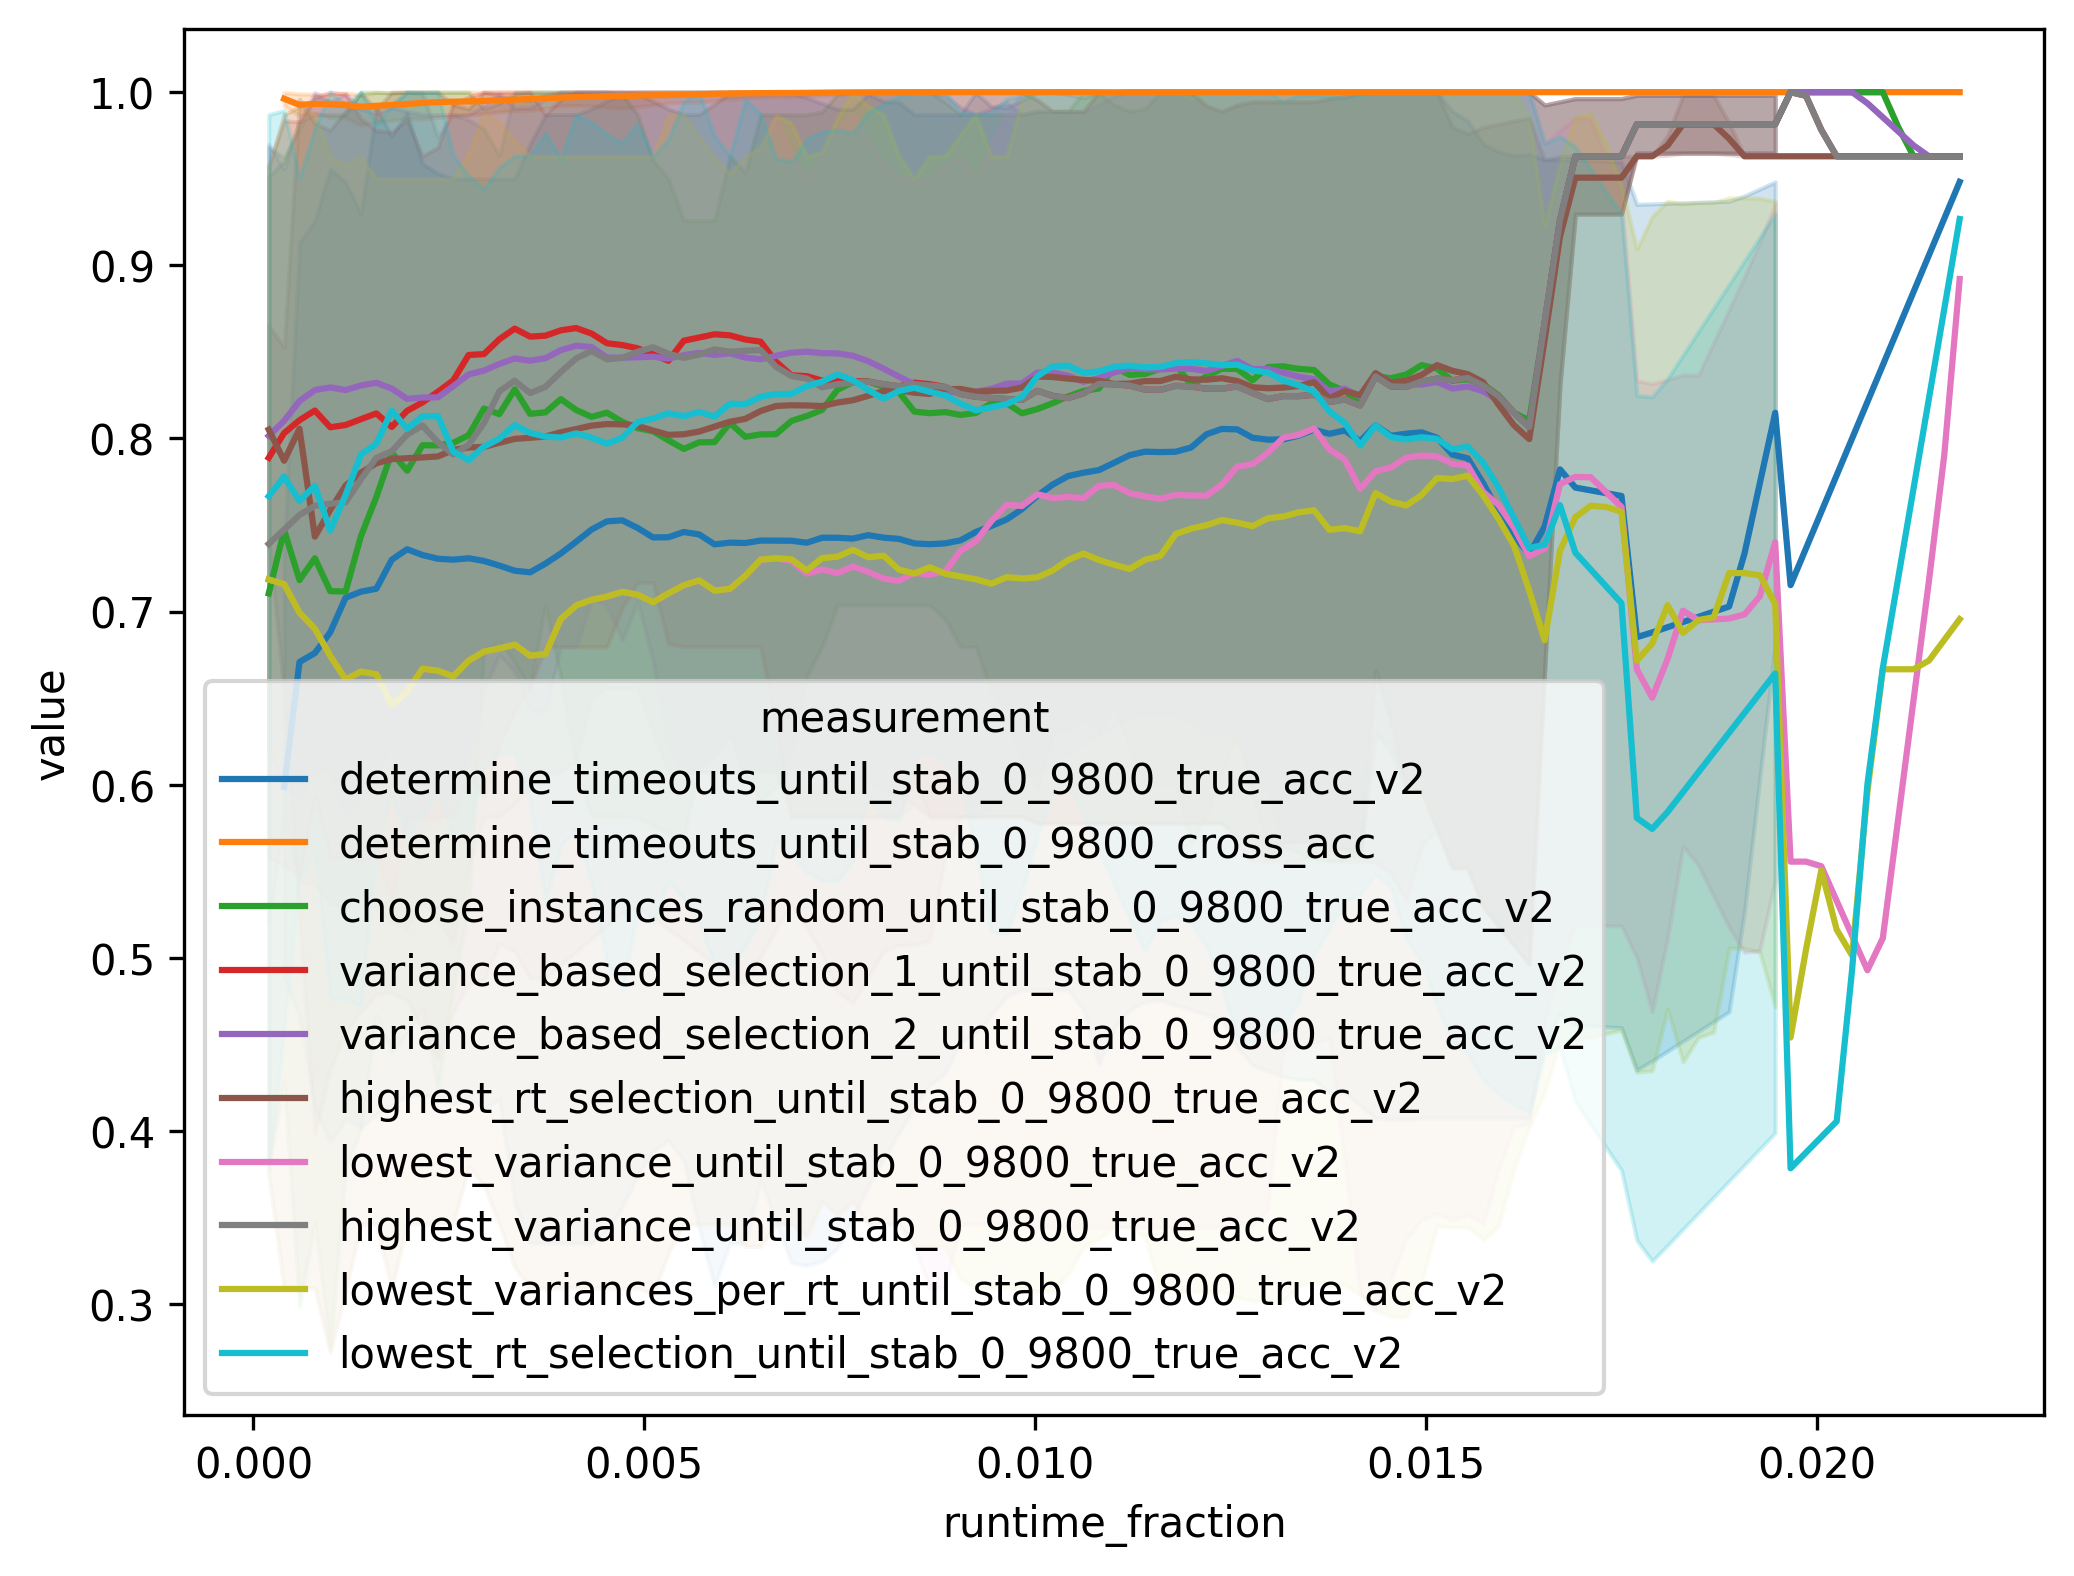 1.0
0.9
0.8
0.7
0.6
0.5
0.4
0.3
value
measurement
determine_timeouts_until_stab_0_9800_true_acc_v2
determine_timeouts_until_stab_0_9800_cross_acc
choose_instances_random_until_stab_0_9800_true_acc_v2
variance_based_selection_1_until_stab_0_9800_true_acc_v2
variance_based_selection_2_until_stab_0_9800_true_acc_v2
highest_rt_selection_until_stab_0_9800_true_acc_v2
lowest_variance_until_stab_0_9800_true_acc_v2
highest_variance_until_stab_0_9800_true_acc_v2
lowest_variances_per_rt_until_stab_0_9800_true_acc_v2
lowest_rt_selection_until_stab_0_9800_true_acc_v2
0.000 0.005 0.010 0.015 0.020
runtime_fraction